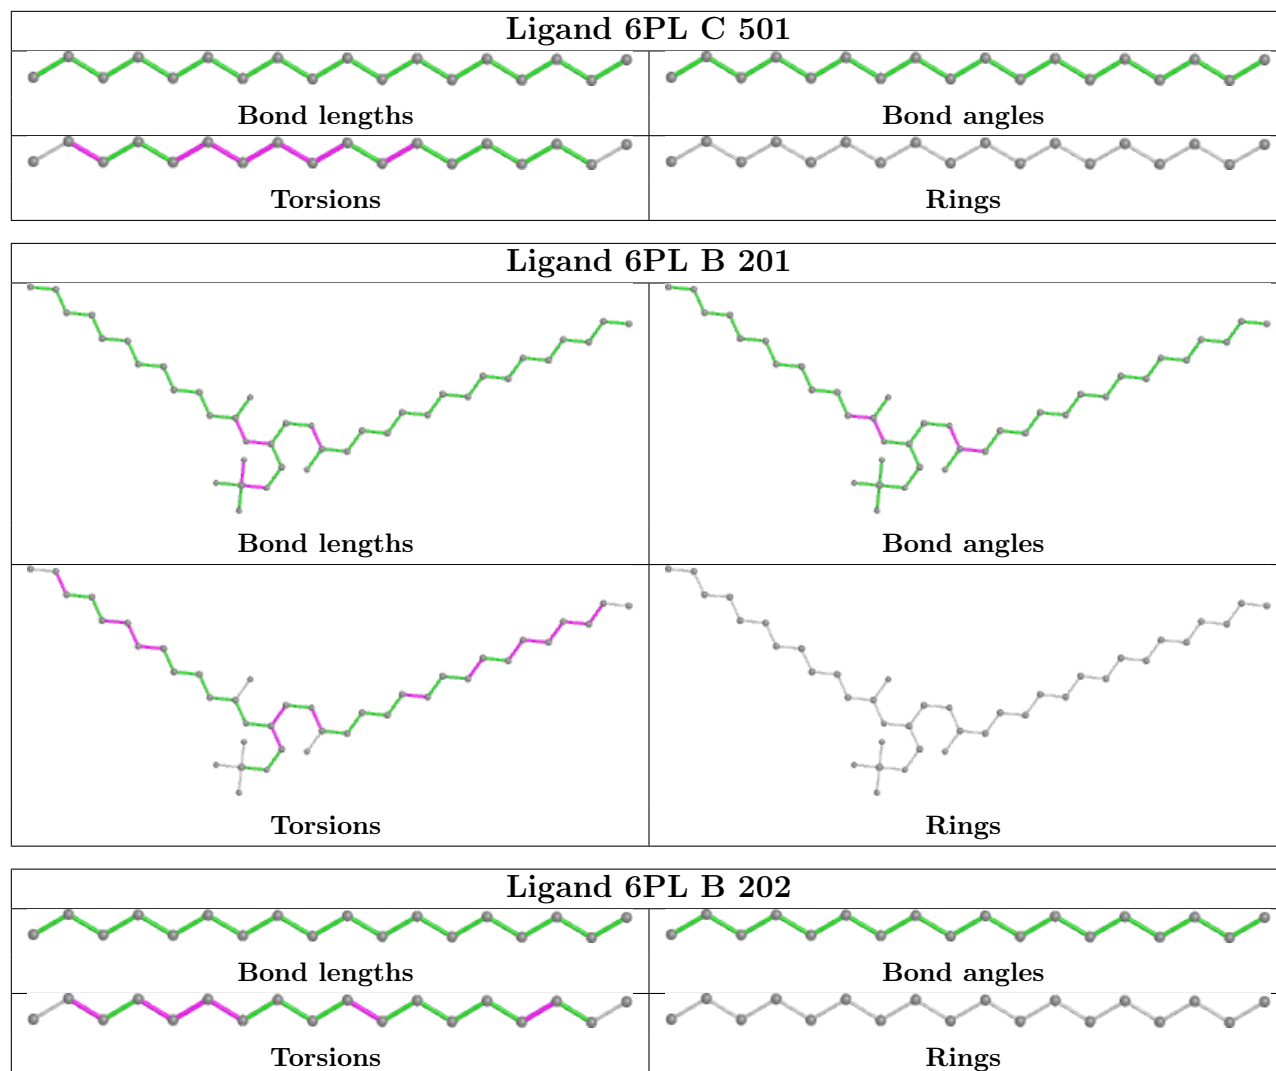 Ligand 6PL C 501
Bond lengths
Bond angles
Torsions
Rings
Ligand 6PL B 201
Bond lengths
Bond angles
Torsions
Rings
Ligand 6PL B 202
Bond lengths
Bond angles
Torsions
Rings